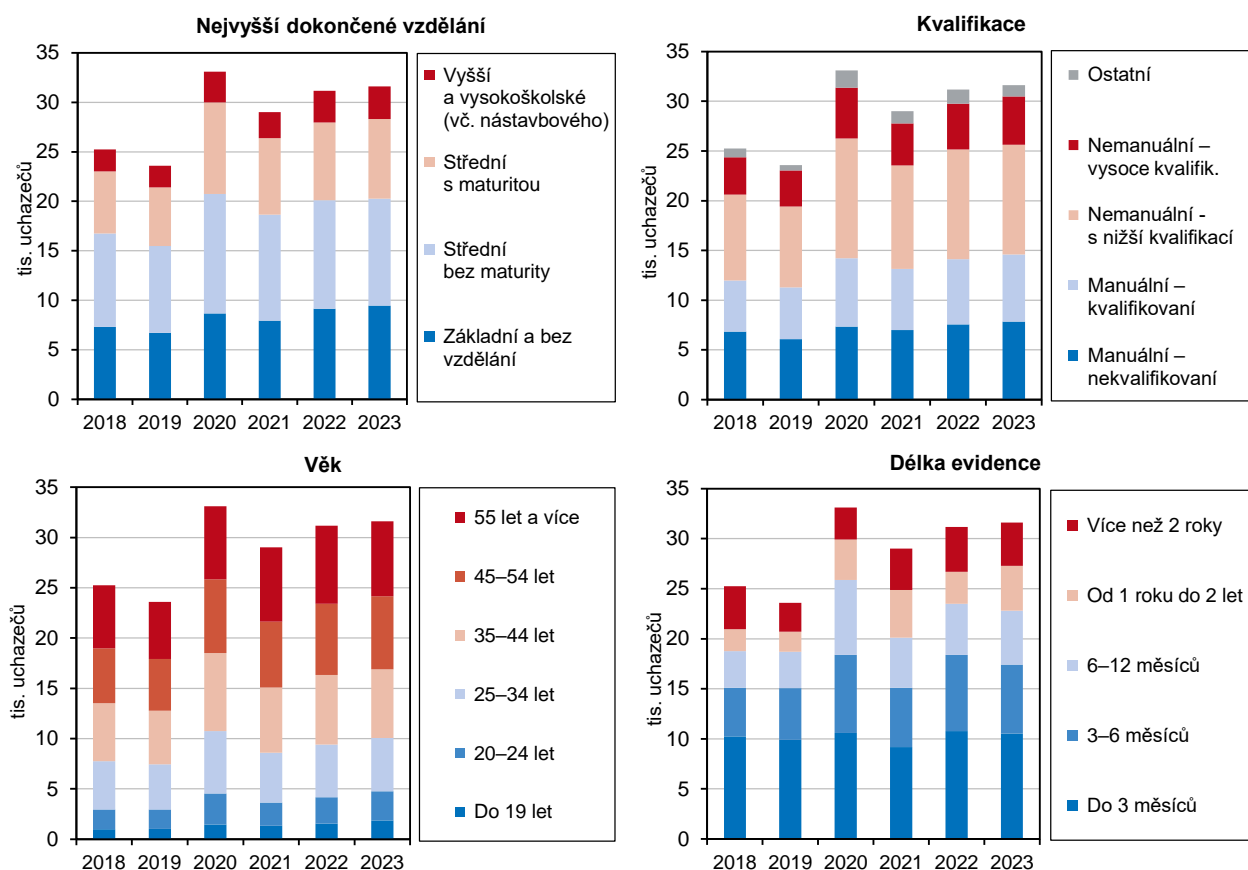 Nejvyšší dokončené vzdělání
tis. uchazečů
35
30
25
20
15
10
5
0
2018 2019 2020 2021 2022 2023
Vyšší
a vysokoškolské
(vč. nástavbového)
Střední
s maturitou
Střední
bez maturity
Základní a bez
vzdělání
Kvalifikace
tis. uchazečů
35
30
25
20
15
10
5
0
2018 2019 2020 2021 2022 2023
Ostatní
Nemanuální –
vysoce kvalifik.
Nemanuální -
s nižší kvalifikací
Manuální –
kvalifikovaní
Manuální –
nekvalifikovaní
Věk
tis. uchazečů
35
30
25
20
15
10
5
0
2018 2019 2020 2021 2022 2023
55 let a více
45–54 let
35–44 let
25–34 let
20–24 let
Do 19 let
Délka evidence
tis. uchazečů
35
30
25
20
15
10
5
0
2018 2019 2020 2021 2022 2023
Více než 2 roky
Od 1 roku do 2 let
6–12 měsíců
3–6 měsíců
Do 3 měsíců